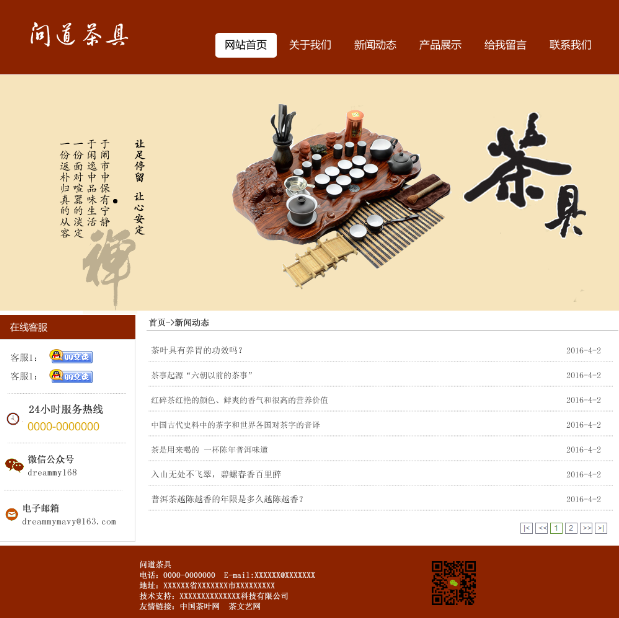 问道茶具
网站首页 关于我们 新闻动态 产品展示 给我留言 联系我们
让足停留 让心安定
于闹市中保有宁静
于闲逸中品味生活
一份面对喧嚣的淡定
一份返朴归真的从容
禅
茶具
在线客服
客服1: QQ交谈
客服1: QQ交谈
24小时服务热线
0000-0000000
微信公众号
dreammy168
电子邮箱
dreammymavy@163.com
首页->新闻动态
茶叶具有养胃的功效吗? 2016-4-2
茶事起源“六朝以前的茶事” 2016-4-2
红碎茶红艳的颜色、鲜爽的香气和很高的营养价值 2016-4-2
中国古代史料中的茶字和世界各国对茶字的音译 2016-4-2
茶是用来喝的 一杯陈年普洱味道 2016-4-2
入山无处不飞翠，碧螺春香百里醉 2016-4-2
普洱茶越陈越香的年限是多久越陈越香? 2016-4-2
|< << 1 2 >> >|
问道茶具
电话: 0000-0000000 E-mail:XXXXXX@XXXXXXX
地址: XXXXXX省XXXXXXX市XXXXXXXXX
技术支持: XXXXXXXXXXXXXX科技有限公司
友情链接: 中国茶叶网 茶文艺网